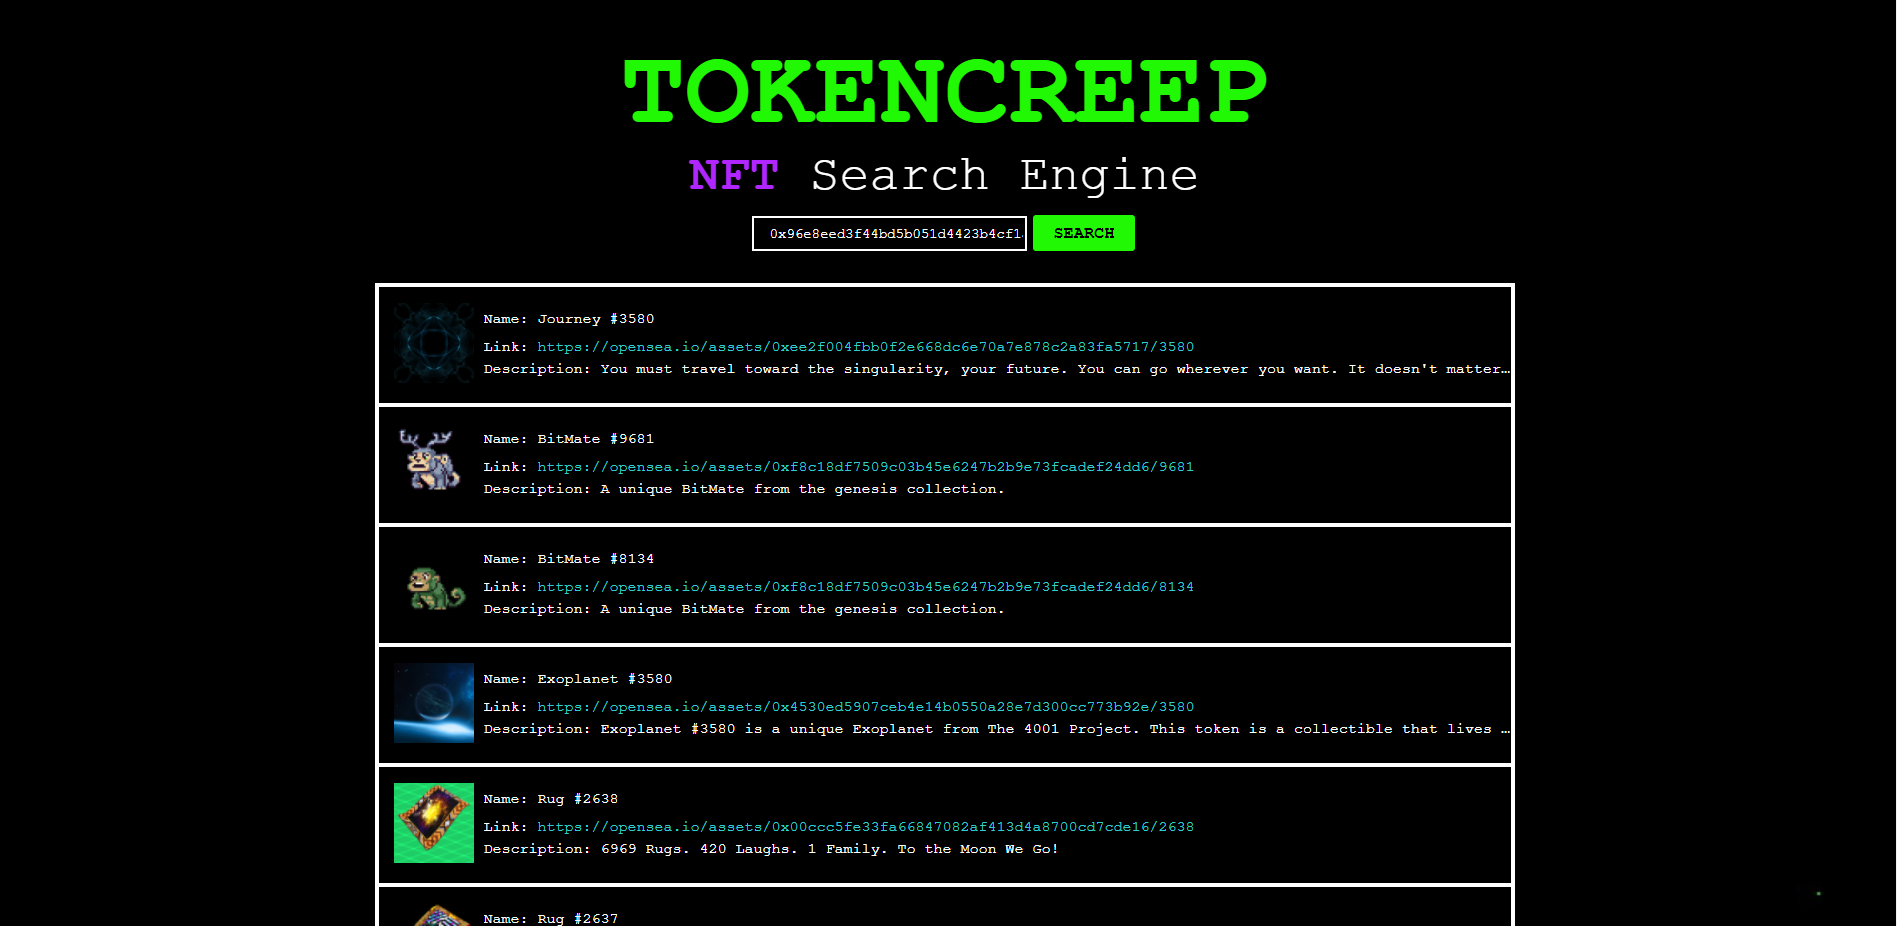 TOKENCREEP
NFT Search Engine
0x96e8eed3f44bd5b051d4423b4cf1 SEARCH
Name: Journey #3580
Link: https://opensea.io/assets/0xee2f004fbb0f2e668dc6e70a7e878c2a83fa5717/3580
Description: You must travel toward the singularity, your future. You can go wherever you want. It doesn't matter…
Name: BitMate #9681
Link: https://opensea.io/assets/0xf8c18df7509c03b45e6247b2b9e73fcadef24dd6/9681
Description: A unique BitMate from the genesis collection.
Name: BitMate #8134
Link: https://opensea.io/assets/0xf8c18df7509c03b45e6247b2b9e73fcadef24dd6/8134
Description: A unique BitMate from the genesis collection.
Name: Exoplanet #3580
Link: https://opensea.io/assets/0x4530ed5907ceb4e14b0550a28e7d300cc773b92e/3580
Description: Exoplanet #3580 is a unique Exoplanet from The 4001 Project. This token is a collectible that lives …
Name: Rug #2638
Link: https://opensea.io/assets/0x00ccc5fe33fa66847082af413d4a8700cd7cde16/2638
Description: 6969 Rugs. 420 Laughs. 1 Family. To the Moon We Go!
Name: Rug #2637